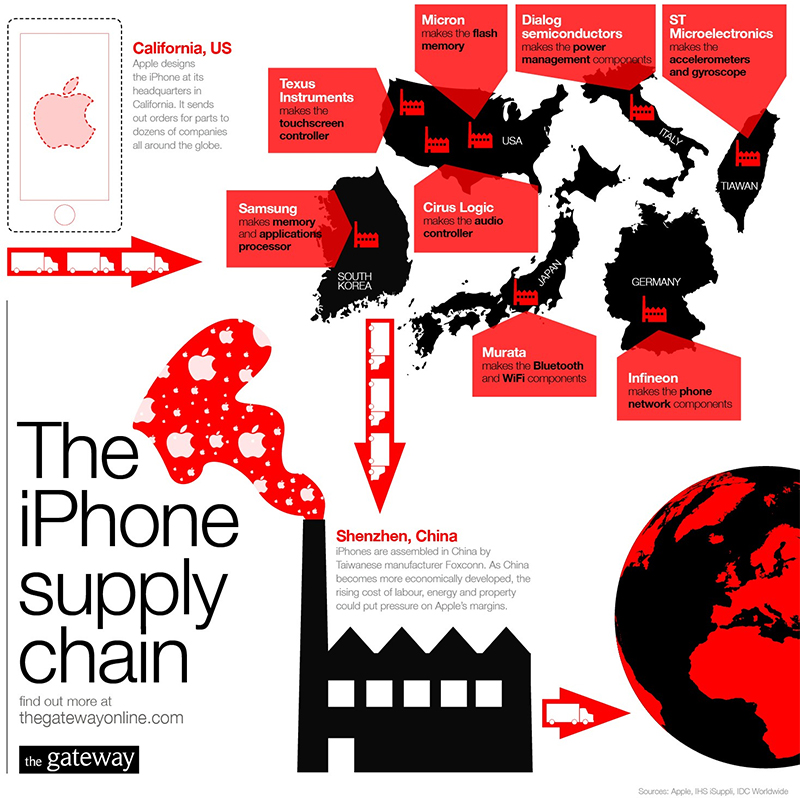 California, US
Apple designs
the iPhone at its
headquarters in
California. It sends
out orders for parts to
dozens of companies
all around the globe.
Micron
makes the flash
memory
Dialog
semiconductors
makes the power
management components
ST
Microelectronics
makes the
accelerometers
and gyroscope
Texus
Instruments
makes the
touchscreen
controller
USA
ITALY
TIAWAN
Samsung
makes memory
and applications
processor
Cirus Logic
makes the audio
controller
SOUTH
KOREA
JAPAN
GERMANY
Murata
makes the Bluetooth
and WiFi components
Infineon
makes the phone
network components
The
iPhone
supply
chain
find out more at
thegatewayonline.com
the gateway
Shenzhen, China
iPhones are assembled in China by
Taiwanese manufacturer Foxconn. As China
becomes more economically developed, the
rising cost of labour, energy and property
could put pressure on Apple's margins.
Sources: Apple, IHS iSuppli, IDC Worldwide